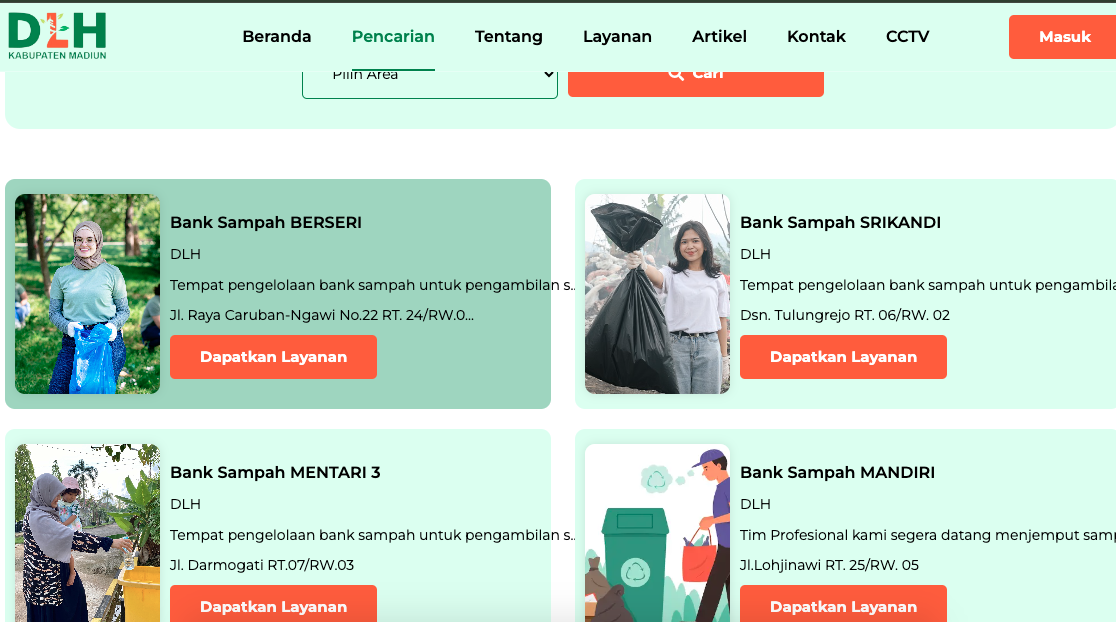 DLH
KABUPATEN MADIUN
Beranda
Pencarian
Tentang
Layanan
Artikel
Kontak
CCTV
Masuk
Pilih Area
Cari
Bank Sampah BERSERI
DLH
Tempat pengelolaan bank sampah untuk pengambilan s...
Jl. Raya Caruban-Ngawi No.22 RT. 24/RW.0...
Dapatkan Layanan
Bank Sampah SRIKANDI
DLH
Tempat pengelolaan bank sampah untuk pengambila
Dsn. Tulungrejo RT. 06/RW. 02
Dapatkan Layanan
Bank Sampah MENTARI 3
DLH
Tempat pengelolaan bank sampah untuk pengambilan s...
Jl. Darmogati RT.07/RW.03
Dapatkan Layanan
Bank Sampah MANDIRI
DLH
Tim Profesional kami segera datang menjemput samp
Jl.Lohjinawi RT. 25/RW. 05
Dapatkan Layanan